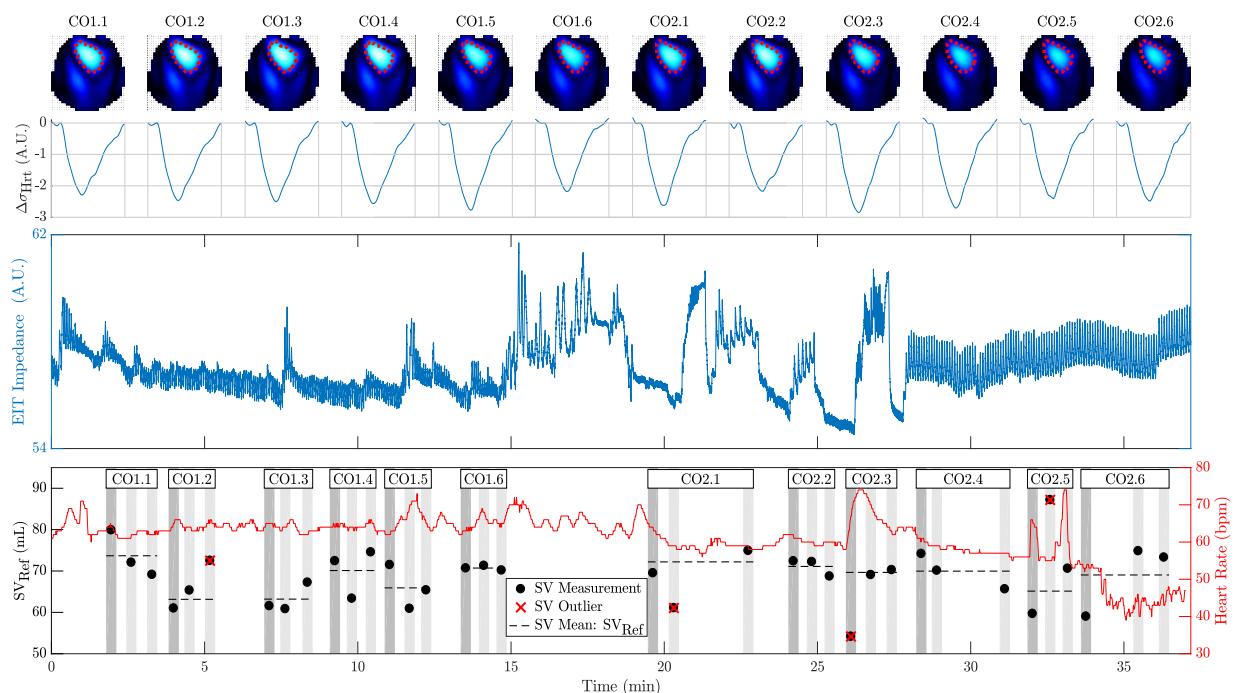 CO1.1 CO1.2 CO1.3 CO1.4 CO1.5 CO1.6 CO2.1 CO2.2 CO2.3 CO2.4 CO2.5 CO2.6
Δσ_Hrt (A.U.)
0
-1
-2
-3
EIT Impedance (A.U.)
62
54
CO1.1 CO1.2 CO1.3 CO1.4 CO1.5 CO1.6 CO2.1 CO2.2 CO2.3 CO2.4 CO2.5 CO2.6
SV_Ref (mL)
90
80
70
60
50
SV Measurement
SV Outlier
SV Mean: SV_Ref
80
70
60
50
40
30
Heart Rate (bpm)
0 5 10 15 20 25 30 35
Time (min)